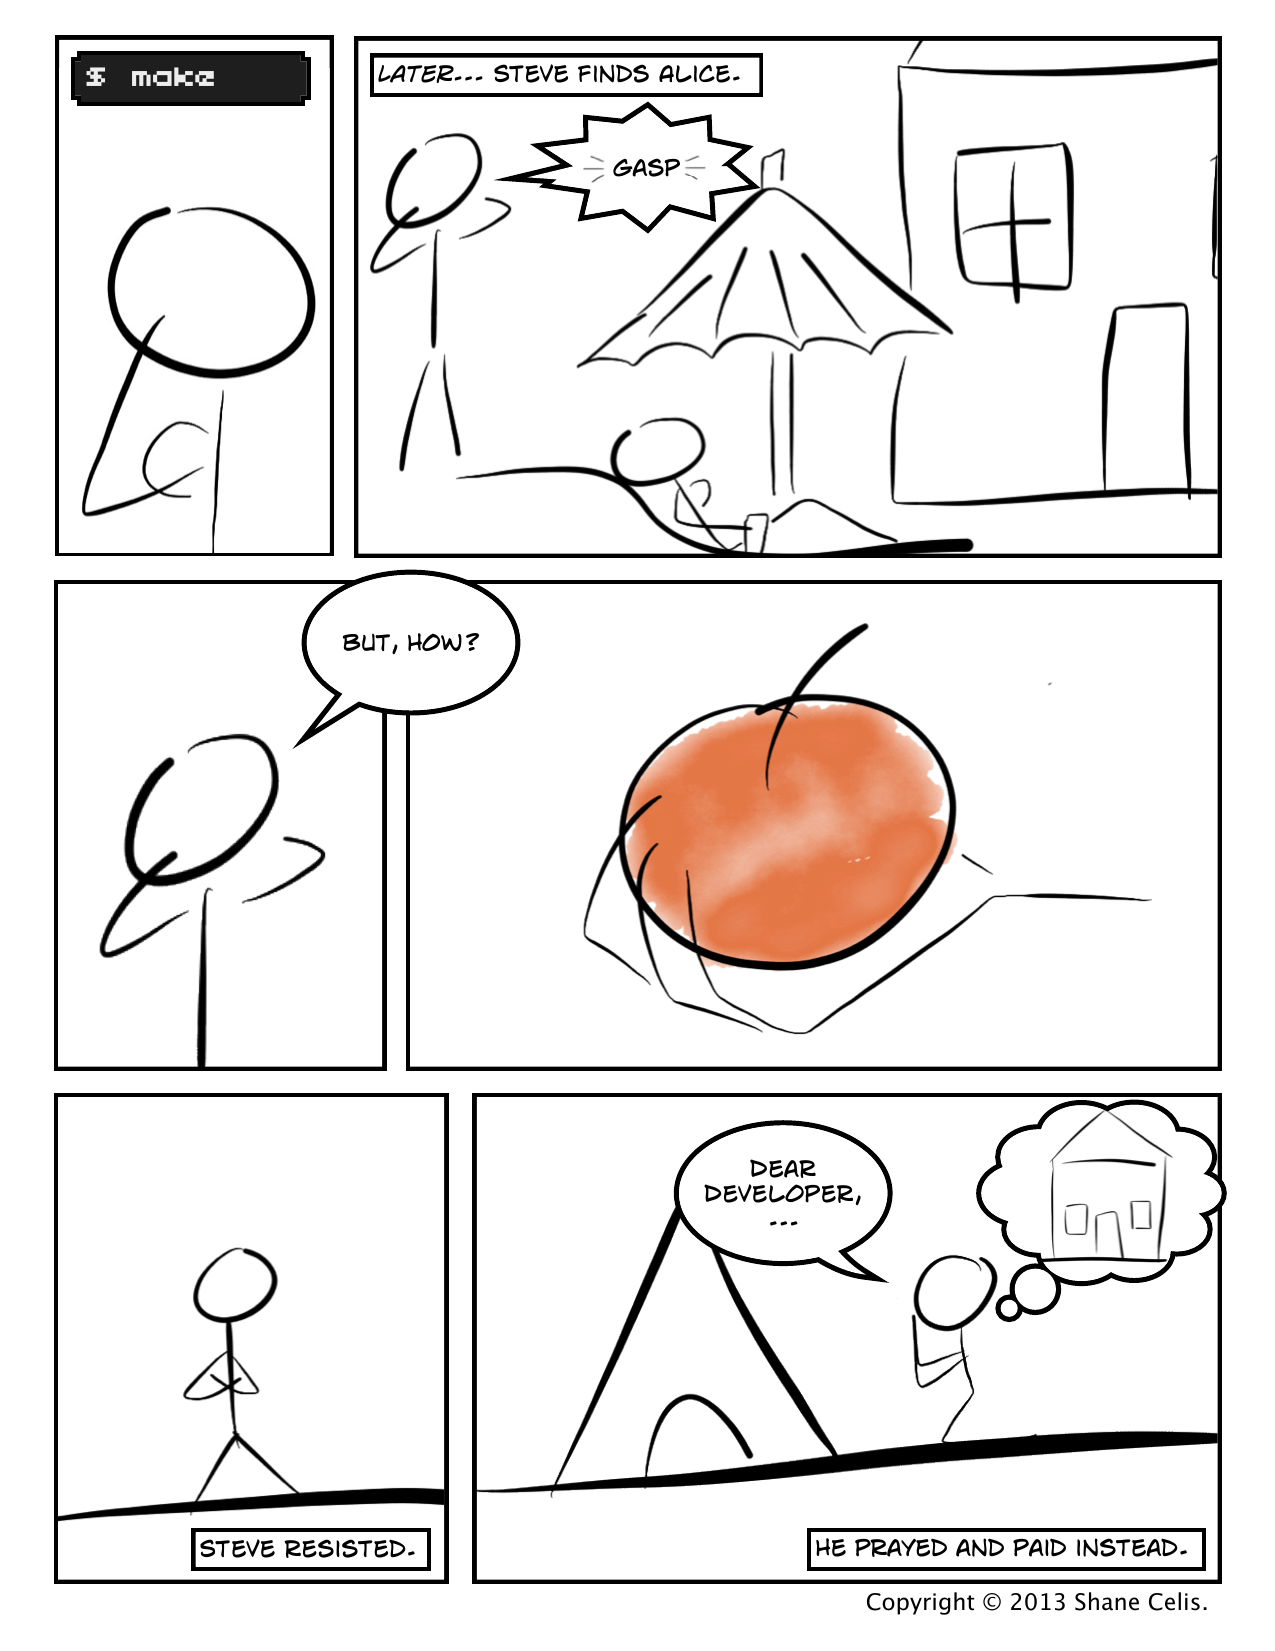 $ make
LATER... STEVE FINDS ALICE.
GASP
BUT, HOW?
DEAR
DEVELOPER,
...
STEVE RESISTED.
HE PRAYED AND PAID INSTEAD.
Copyright © 2013 Shane Celis.